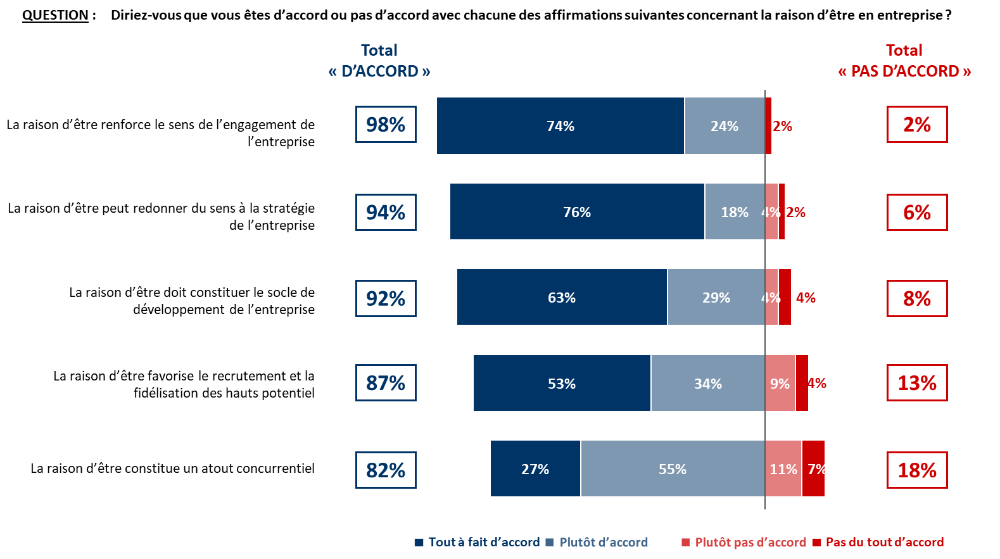 QUESTION : Diriez-vous que vous êtes d’accord ou pas d’accord avec chacune des affirmations suivantes concernant la raison d’être en entreprise ?
Total
« D’ACCORD »
Total
« PAS D’ACCORD »
La raison d’être renforce le sens de l’engagement de
l’entreprise
98%
74%
24%
2%
2%
La raison d’être peut redonner du sens à la stratégie
de l’entreprise
94%
76%
18%
4%
2%
6%
La raison d’être doit constituer le socle de
développement de l’entreprise
92%
63%
29%
4%
4%
8%
La raison d’être favorise le recrutement et la
fidélisation des hauts potentiel
87%
53%
34%
9%
4%
13%
La raison d’être constitue un atout concurrentiel
82%
27%
55%
11%
7%
18%
Tout à fait d’accord
Plutôt d’accord
Plutôt pas d’accord
Pas du tout d’accord